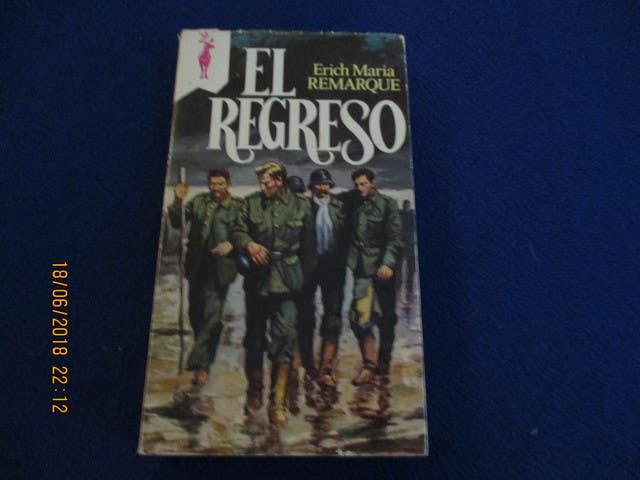 EL
REGRESO
Erich Maria
REMARQUE
18/06/2018 22:12